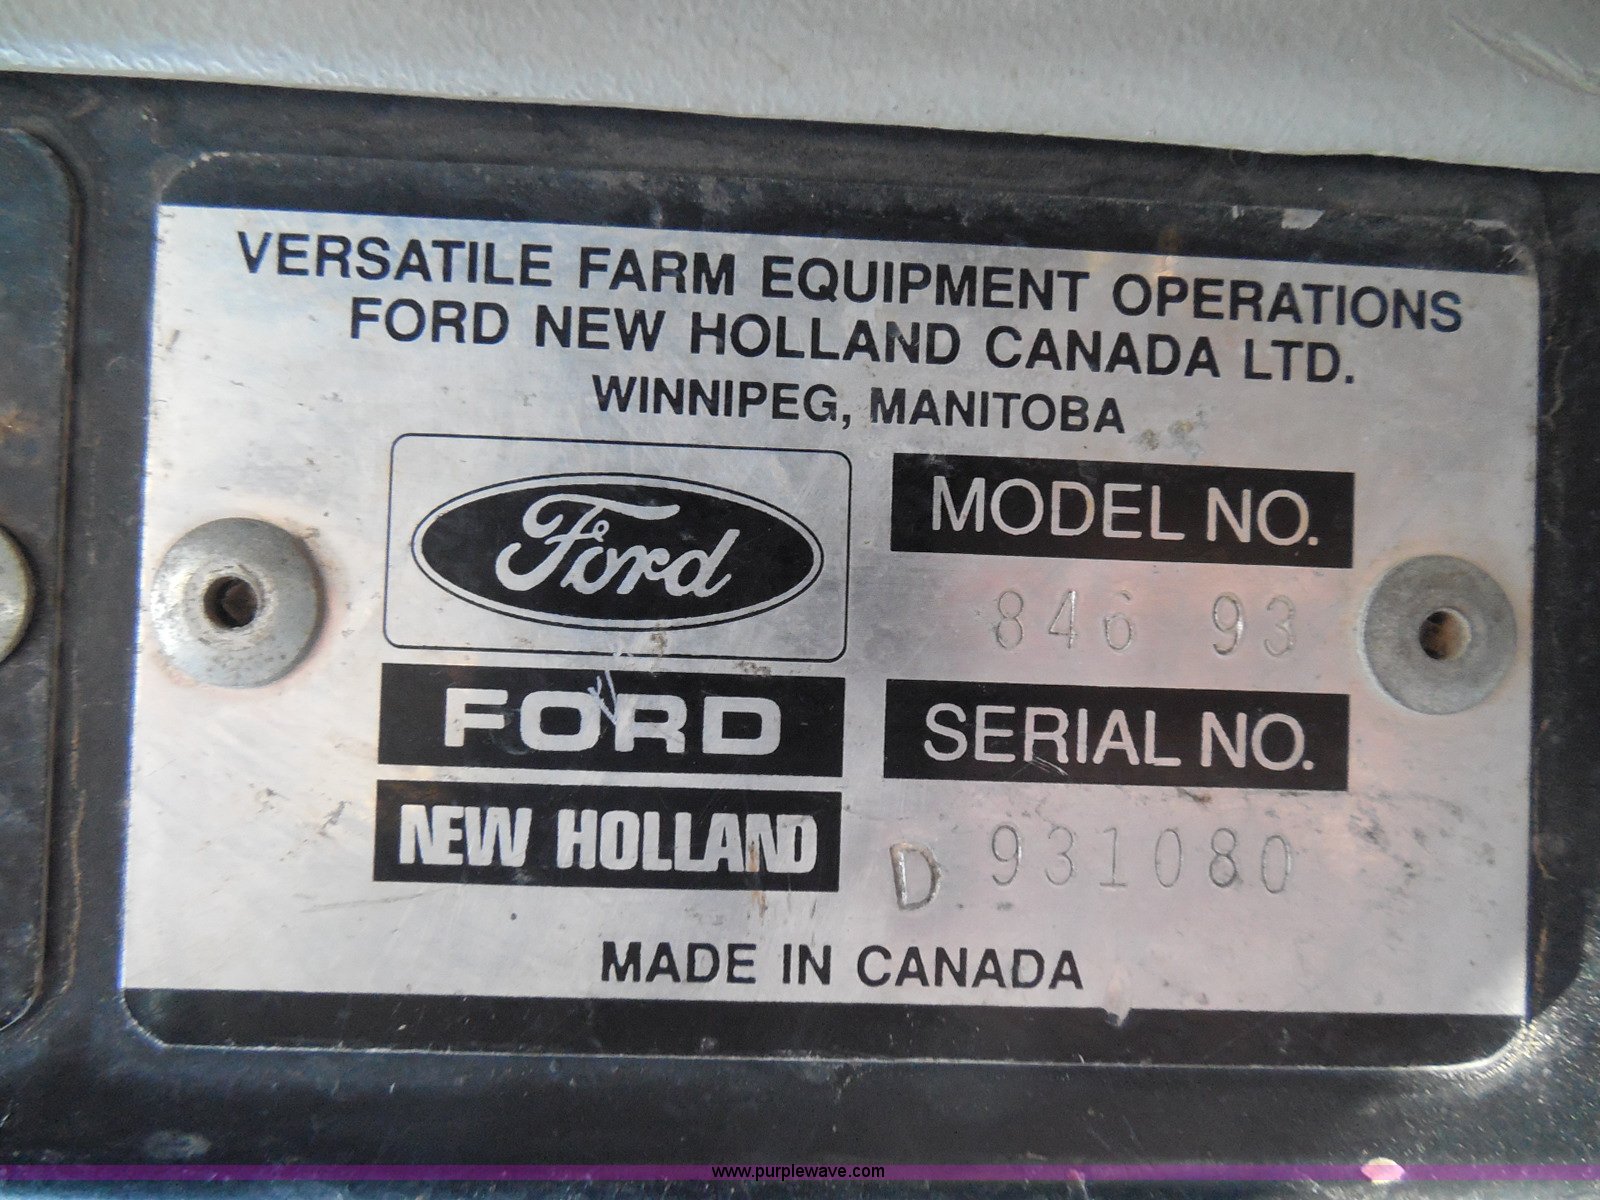 VERSATILE FARM EQUIPMENT OPERATIONS
FORD NEW HOLLAND CANADA LTD.
WINNIPEG, MANITOBA
Ford
MODEL NO.
846 93
FORD
NEW HOLLAND
SERIAL NO.
D 931080
MADE IN CANADA
www.purplewave.com